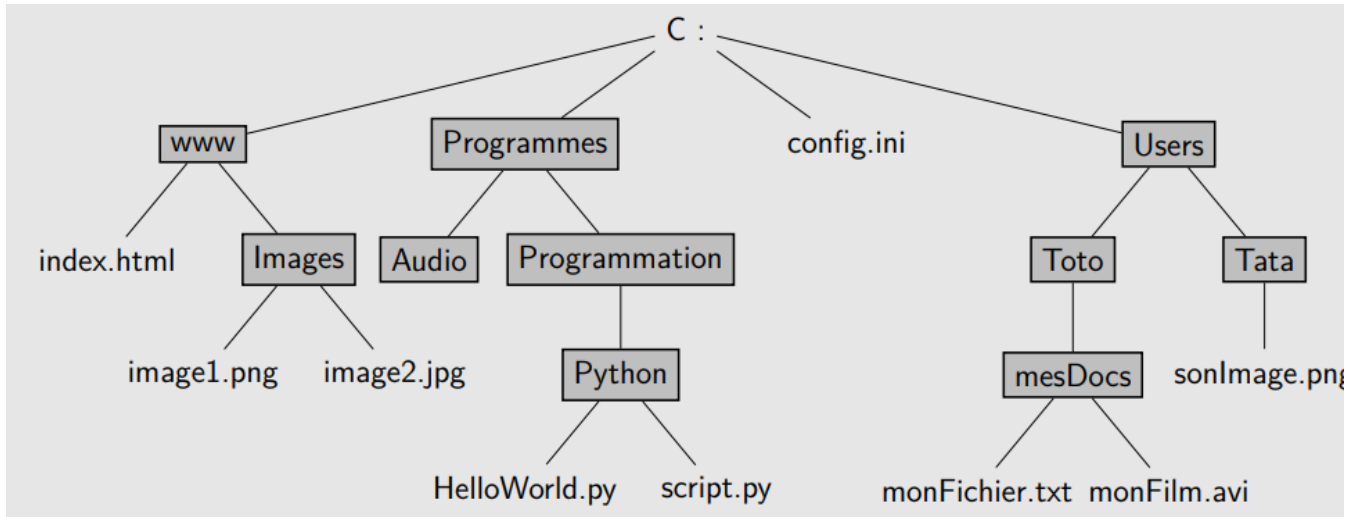 C :
www Programmes config.ini Users
index.html Images Audio Programmation Toto Tata
image1.png image2.jpg Python mesDocs sonImage.png
HelloWorld.py script.py monFichier.txt monFilm.avi